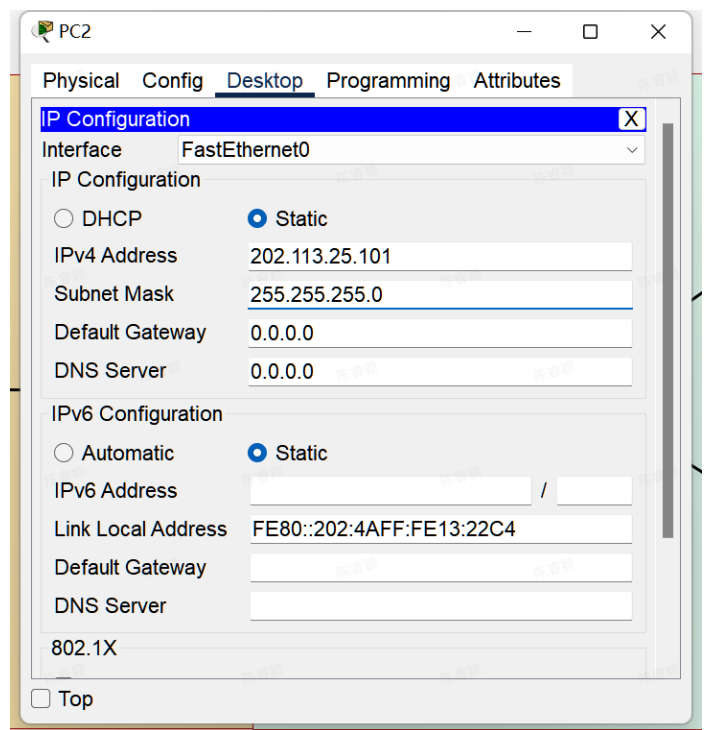 PC2
Physical Config Desktop Programming Attributes
IP Configuration X
Interface FastEthernet0
IP Configuration
DHCP Static
IPv4 Address 202.113.25.101
Subnet Mask 255.255.255.0
Default Gateway 0.0.0.0
DNS Server 0.0.0.0
IPv6 Configuration
Automatic Static
IPv6 Address /
Link Local Address FE80::202:4AFF:FE13:22C4
Default Gateway
DNS Server
802.1X
Top